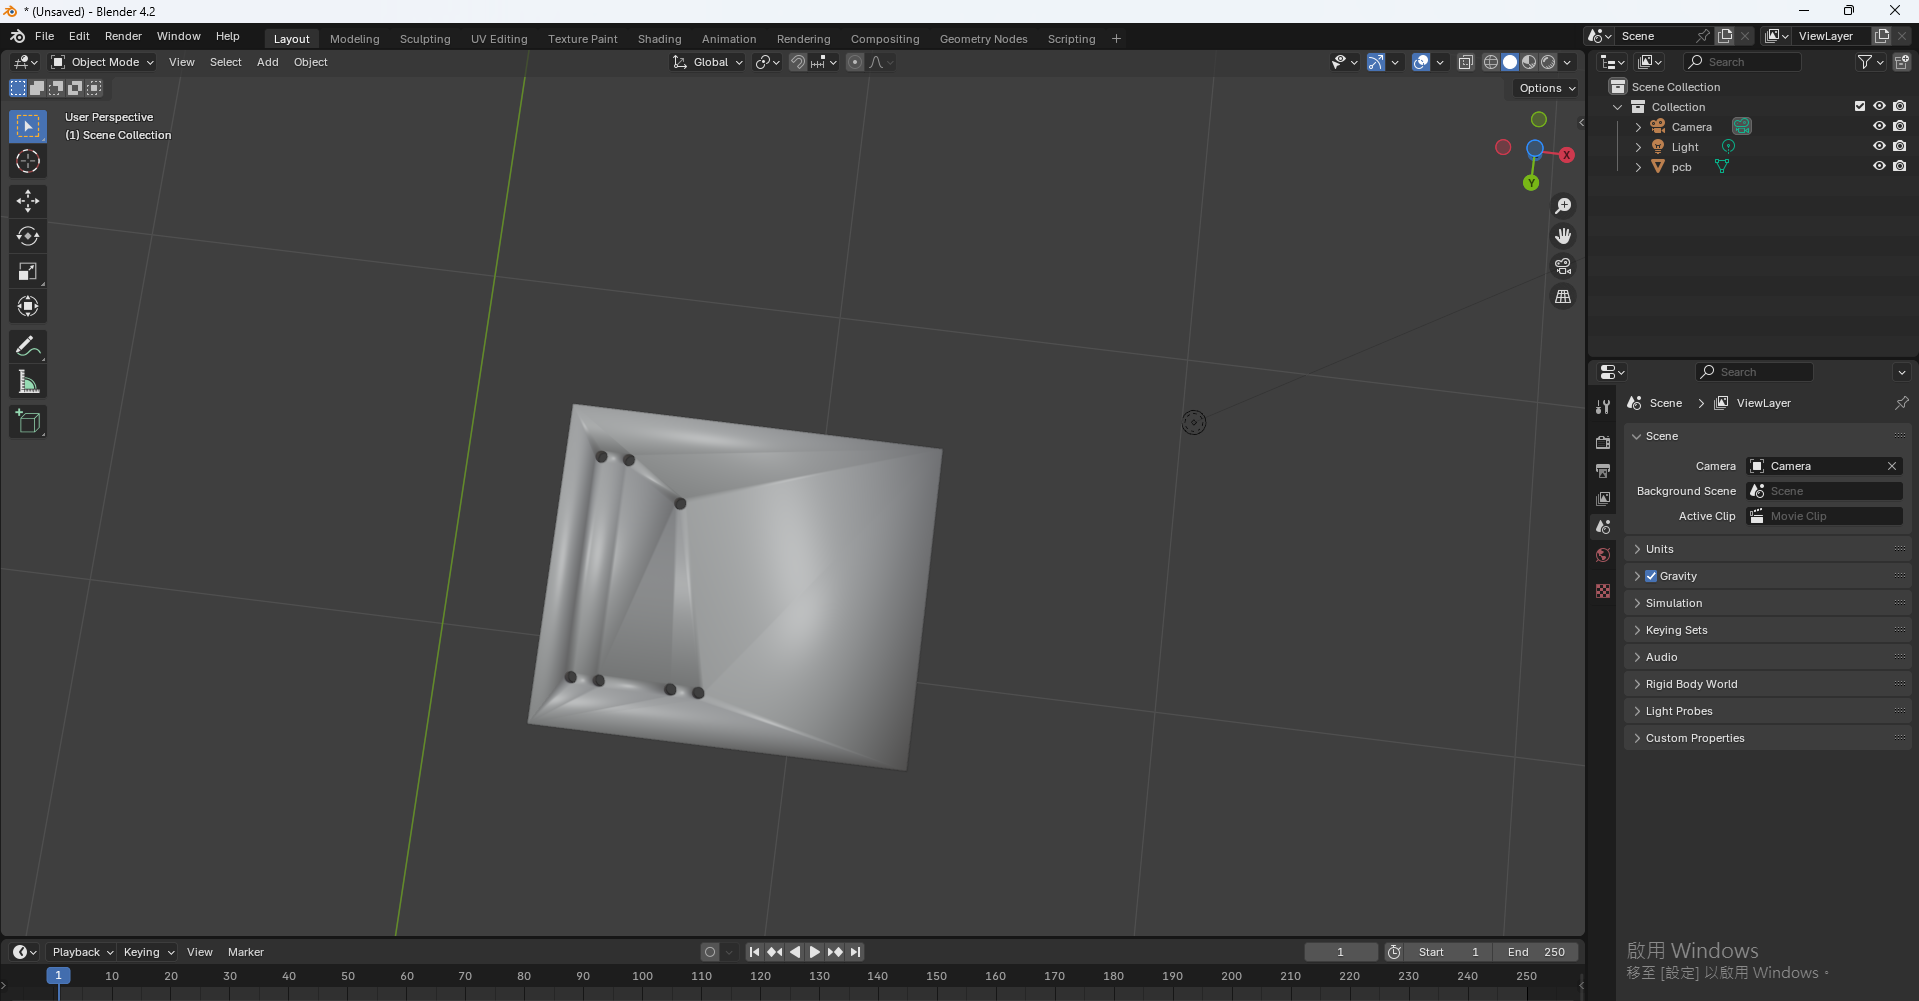 * (Unsaved) - Blender 4.2
File Edit Render Window Help
Layout Modeling Sculpting UV Editing Texture Paint Shading Animation Rendering Compositing Geometry Nodes Scripting +
Scene ViewLayer
Object Mode View Select Add Object
Global
Search
Options
User Perspective
(1) Scene Collection
X
Y
Scene Collection
Collection
Camera
Light
pcb
Search
Scene > ViewLayer
Scene
Camera Camera
Background Scene Scene
Active Clip Movie Clip
Units
Gravity
Simulation
Keying Sets
Audio
Rigid Body World
Light Probes
Custom Properties
啟用 Windows
移至 [設定] 以啟用 Windows。
Playback Keying View Marker
1 Start 1 End 250
1 10 20 30 40 50 60 70 80 90 100 110 120 130 140 150 160 170 180 190 200 210 220 230 240 250